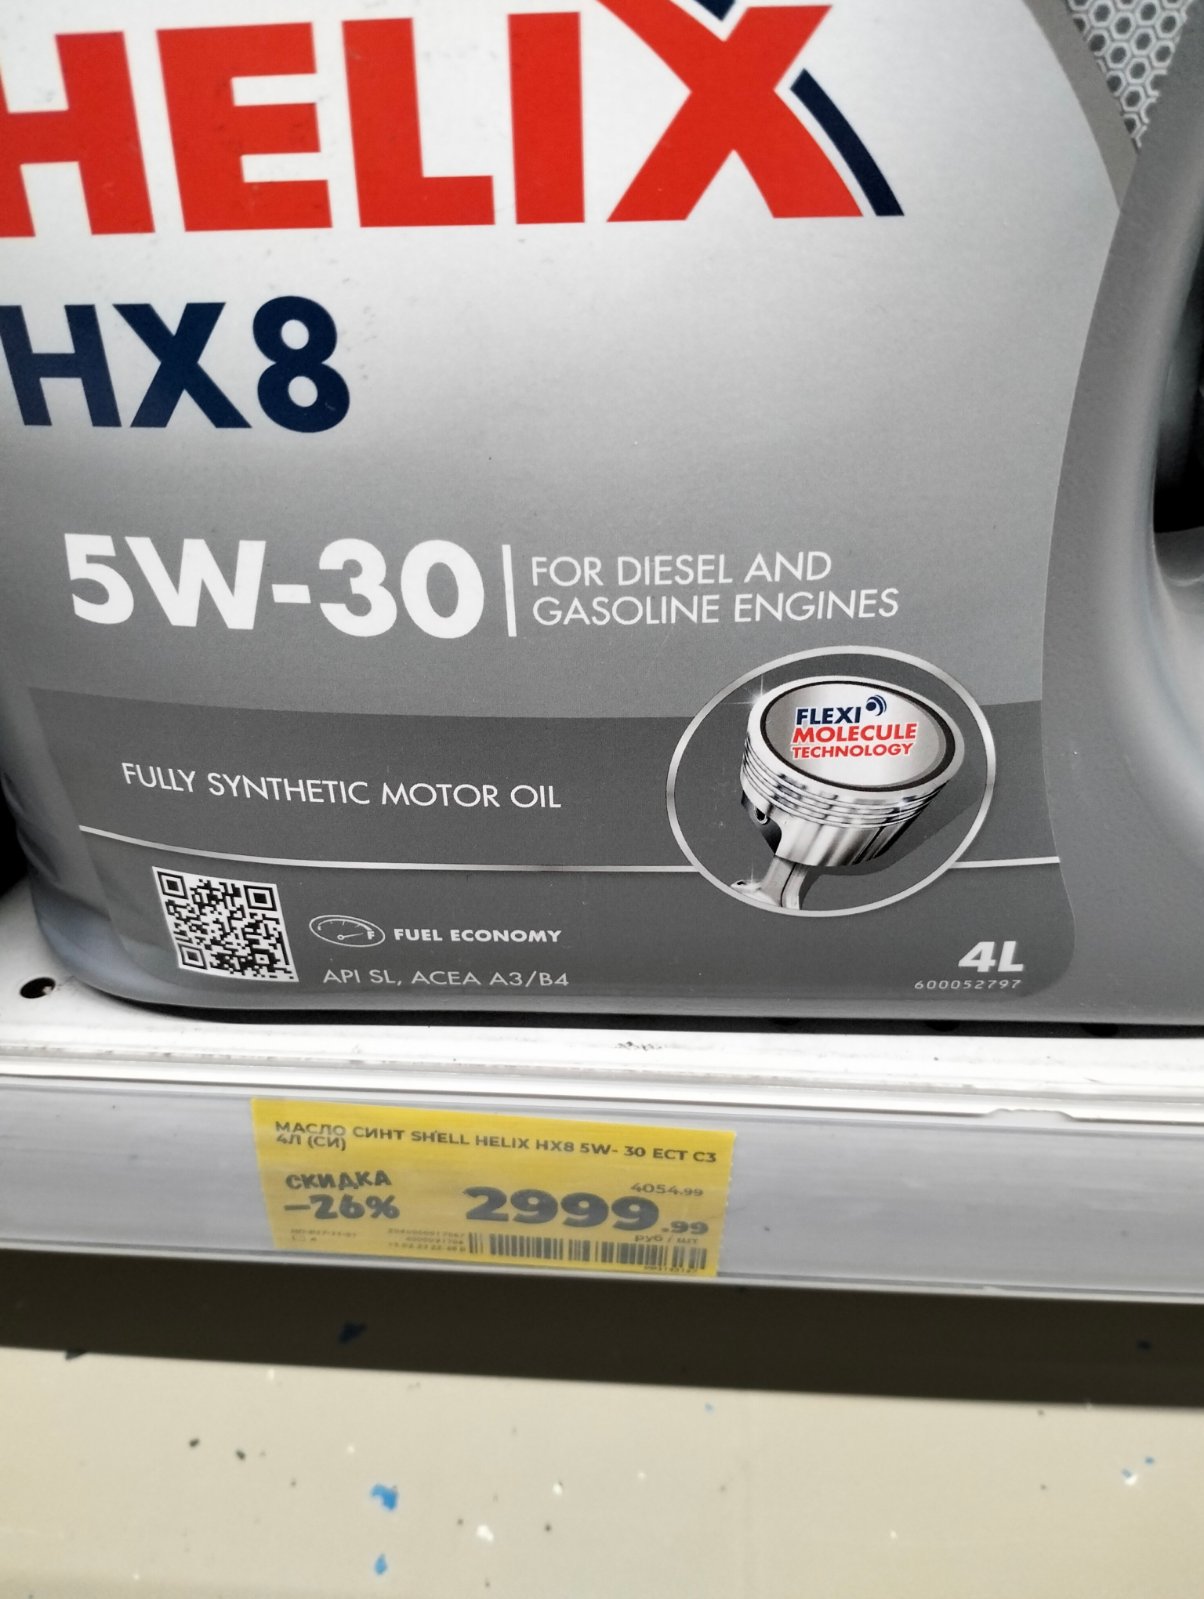 HELIX
HX8
5W-30
FOR DIESEL AND
GASOLINE ENGINES
FLEXI
MOLECULE
TECHNOLOGY
FULLY SYNTHETIC MOTOR OIL
FUEL ECONOMY
API SL, ACEA A3/B4
4L
600052797
МАСЛО СИНТ SHELL HELIX HX8 5W- 30 ECT C3
4Л (СИ)
СКИДКА
-26%
4054.99
2999.99
руб / шт